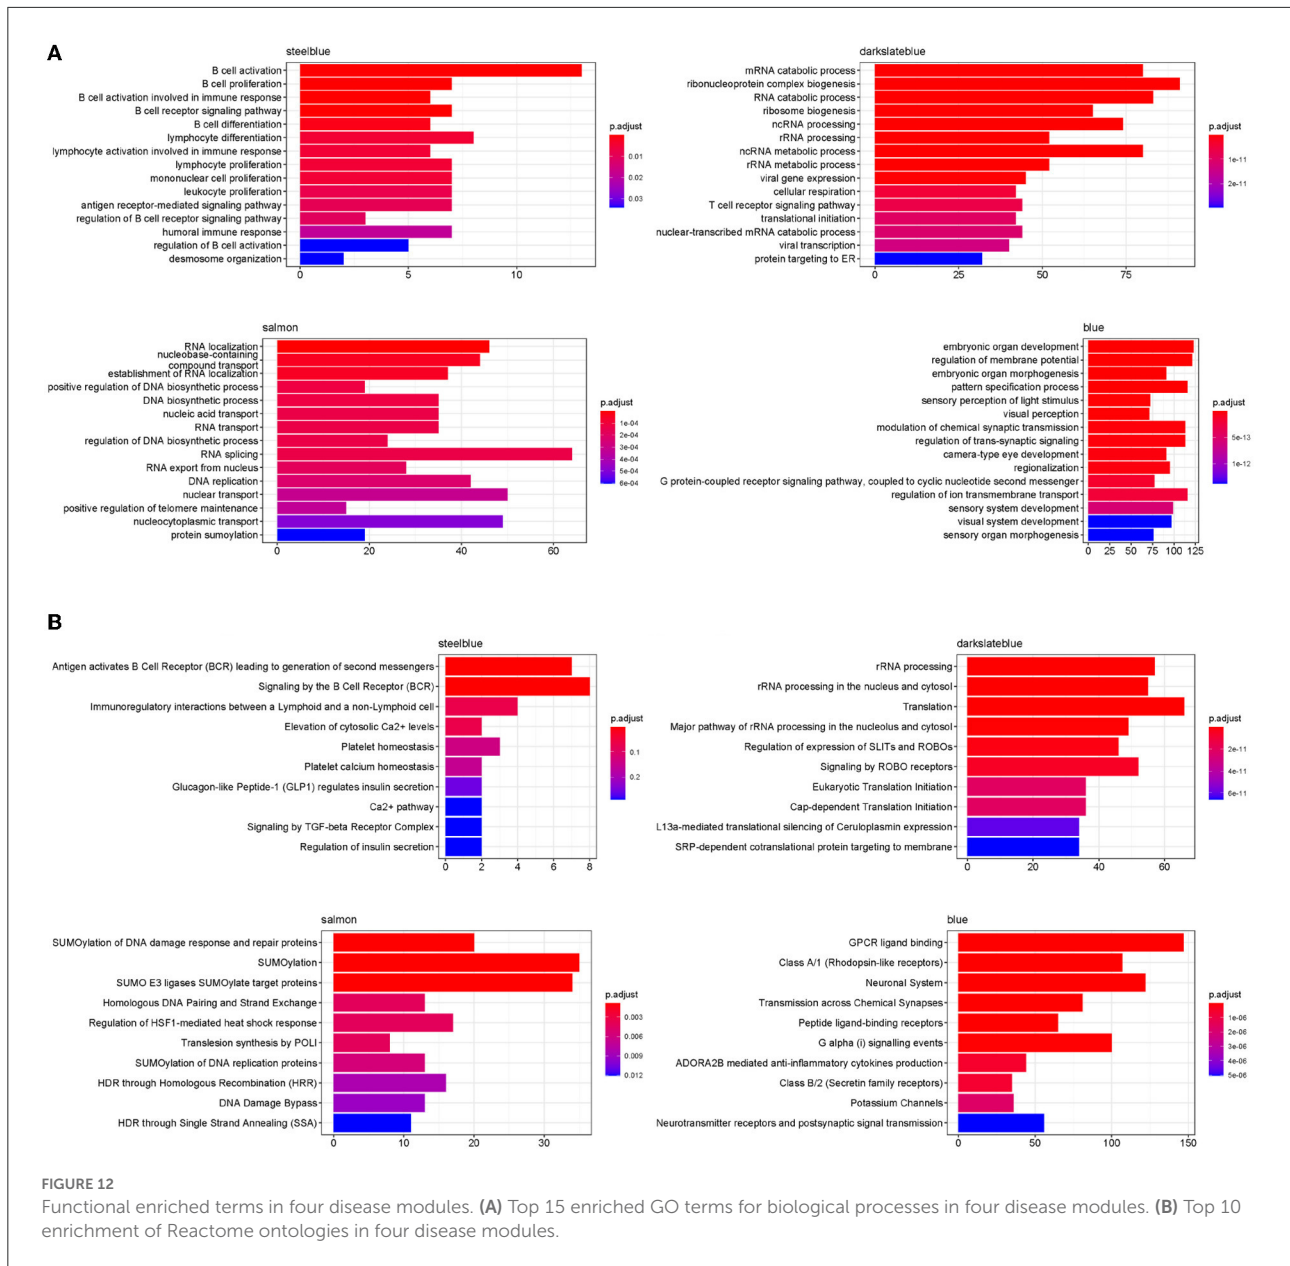 A
steelblue
B cell activation
B cell proliferation
B cell activation involved in immune response
B cell receptor signaling pathway
B cell differentiation
lymphocyte differentiation
lymphocyte activation involved in immune response
lymphocyte proliferation
mononuclear cell proliferation
leukocyte proliferation
antigen receptor-mediated signaling pathway
regulation of B cell receptor signaling pathway
humoral immune response
regulation of B cell activation
desmosome organization
0 5 10
p.adjust
0.01
0.02
0.03
darkslateblue
mRNA catabolic process
ribonucleoprotein complex biogenesis
RNA catabolic process
ribosome biogenesis
ncRNA processing
rRNA processing
ncRNA metabolic process
rRNA metabolic process
viral gene expression
cellular respiration
T cell receptor signaling pathway
translational initiation
nuclear-transcribed mRNA catabolic process
viral transcription
protein targeting to ER
0 25 50 75
p.adjust
1e-11
2e-11
salmon
RNA localization
nucleobase-containing
compound transport
establishment of RNA localization
positive regulation of DNA biosynthetic process
DNA biosynthetic process
nucleic acid transport
RNA transport
regulation of DNA biosynthetic process
RNA splicing
RNA export from nucleus
DNA replication
nuclear transport
positive regulation of telomere maintenance
nucleocytoplasmic transport
protein sumoylation
0 20 40 60
p.adjust
1e-04
2e-04
3e-04
4e-04
5e-04
6e-04
blue
embryonic organ development
regulation of membrane potential
embryonic organ morphogenesis
pattern specification process
sensory perception of light stimulus
visual perception
modulation of chemical synaptic transmission
regulation of trans-synaptic signaling
camera-type eye development
regionalization
G protein-coupled receptor signaling pathway, coupled to cyclic nucleotide second messenger
regulation of ion transmembrane transport
sensory system development
visual system development
sensory organ morphogenesis
0 25 50 75 100 125
p.adjust
5e-13
1e-12
B
steelblue
Antigen activates B Cell Receptor (BCR) leading to generation of second messengers
Signaling by the B Cell Receptor (BCR)
Immunoregulatory interactions between a Lymphoid and a non-Lymphoid cell
Elevation of cytosolic Ca2+ levels
Platelet homeostasis
Platelet calcium homeostasis
Glucagon-like Peptide-1 (GLP1) regulates insulin secretion
Ca2+ pathway
Signaling by TGF-beta Receptor Complex
Regulation of insulin secretion
0 2 4 6 8
p.adjust
0.1
0.2
darkslateblue
rRNA processing
rRNA processing in the nucleus and cytosol
Translation
Major pathway of rRNA processing in the nucleolus and cytosol
Regulation of expression of SLITs and ROBOs
Signaling by ROBO receptors
Eukaryotic Translation Initiation
Cap-dependent Translation Initiation
L13a-mediated translational silencing of Ceruloplasmin expression
SRP-dependent cotranslational protein targeting to membrane
0 20 40 60
p.adjust
2e-11
4e-11
6e-11
salmon
SUMOylation of DNA damage response and repair proteins
SUMOylation
SUMO E3 ligases SUMOylate target proteins
Homologous DNA Pairing and Strand Exchange
Regulation of HSF1-mediated heat shock response
Translesion synthesis by POLI
SUMOylation of DNA replication proteins
HDR through Homologous Recombination (HRR)
DNA Damage Bypass
HDR through Single Strand Annealing (SSA)
0 10 20 30
p.adjust
0.003
0.006
0.009
0.012
blue
GPCR ligand binding
Class A/1 (Rhodopsin-like receptors)
Neuronal System
Transmission across Chemical Synapses
Peptide ligand-binding receptors
G alpha (i) signalling events
ADORA2B mediated anti-inflammatory cytokines production
Class B/2 (Secretin family receptors)
Potassium Channels
Neurotransmitter receptors and postsynaptic signal transmission
0 50 100 150
p.adjust
1e-06
2e-06
3e-06
4e-06
5e-06
FIGURE 12
Functional enriched terms in four disease modules. (A) Top 15 enriched GO terms for biological processes in four disease modules. (B) Top 10
enrichment of Reactome ontologies in four disease modules.